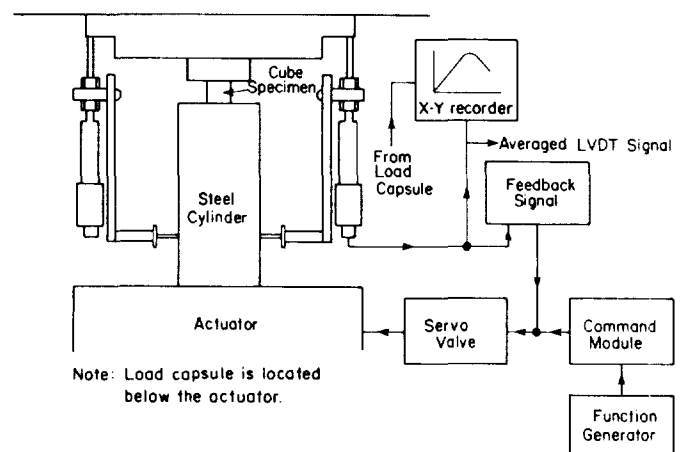 Cube
Specimen
X-Y recorder
From
Load
Capsule
Averaged LVDT Signal
Feedback
Signal
Steel
Cylinder
Actuator
Servo
Valve
Command
Module
Note: Load capsule is located
below the actuator.
Function
Generator